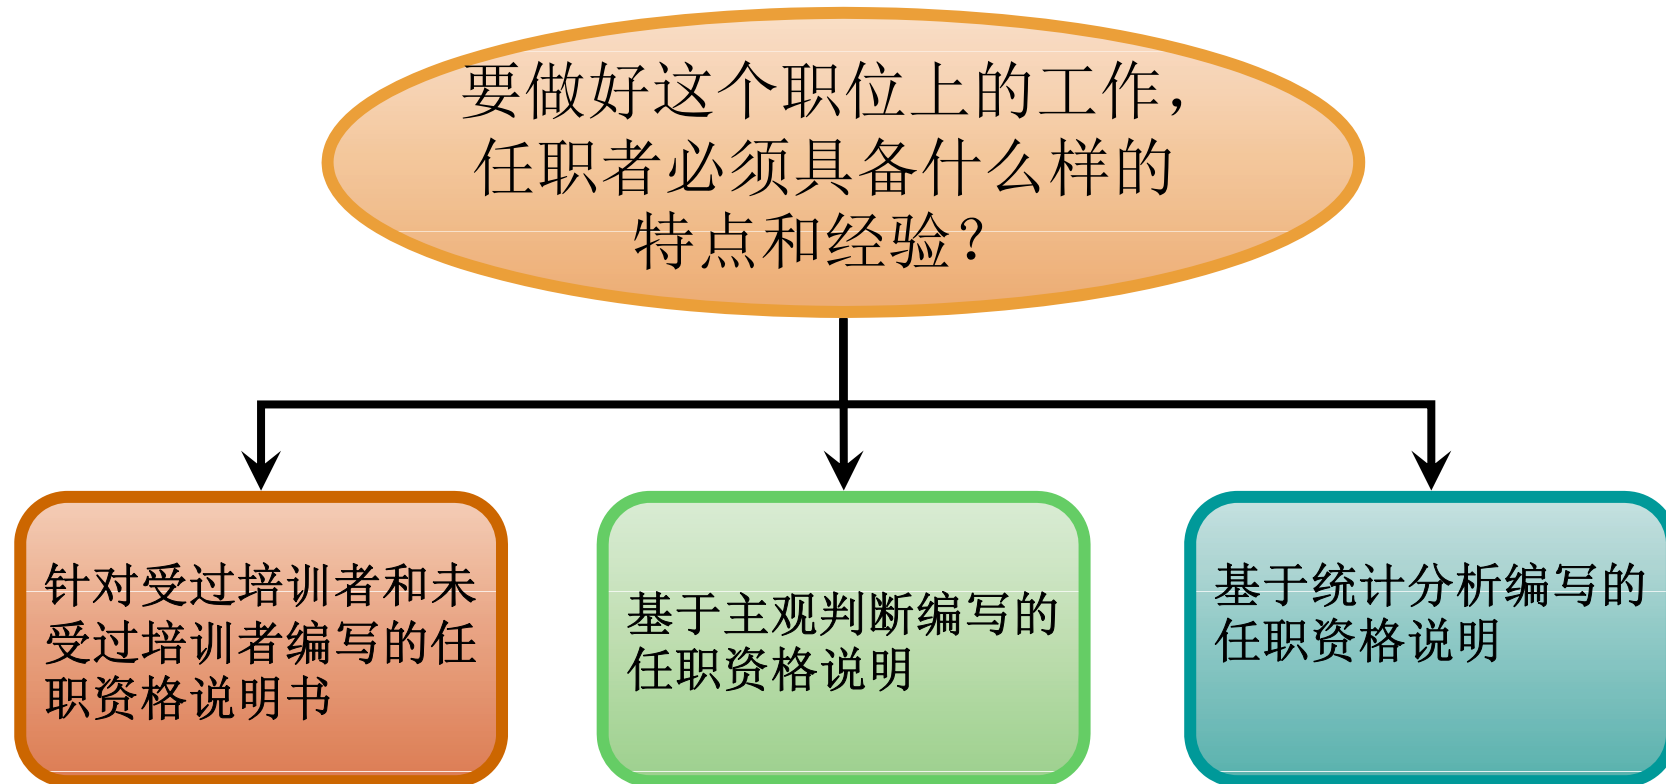 要做好这个职位上的工作，
任职者必须具备什么样的
特点和经验？
针对受过培训者和未
受过培训者编写的任
职资格说明书
基于主观判断编写的
任职资格说明
基于统计分析编写的
任职资格说明